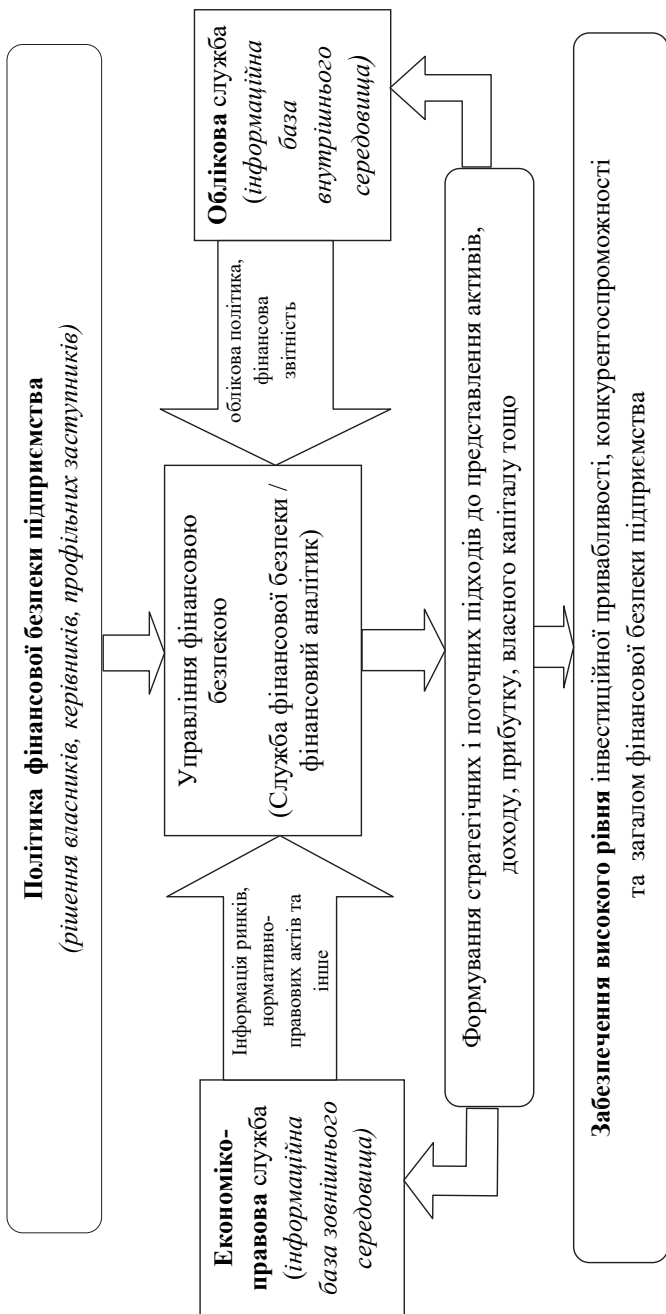 Політика фінансової безпеки підприємства
(рішення власників, керівників, профільних заступників)
Економіко-
правова служба
(інформаційна
база зовнішнього
середовища)
Інформація ринків,
нормативно-
правових актів та
інше
Управління фінансовою
безпекою
(Служба фінансової безпеки /
фінансовий аналітик)
облікова політика,
фінансова
звітність
Облікова служба
(інформаційна
база
внутрішнього
середовища)
Формування стратегічних і поточних підходів до представлення активів,
доходу, прибутку, власного капіталу тощо
Забезпечення високого рівня інвестиційної привабливості, конкурентоспроможності
та загалом фінансової безпеки підприємства